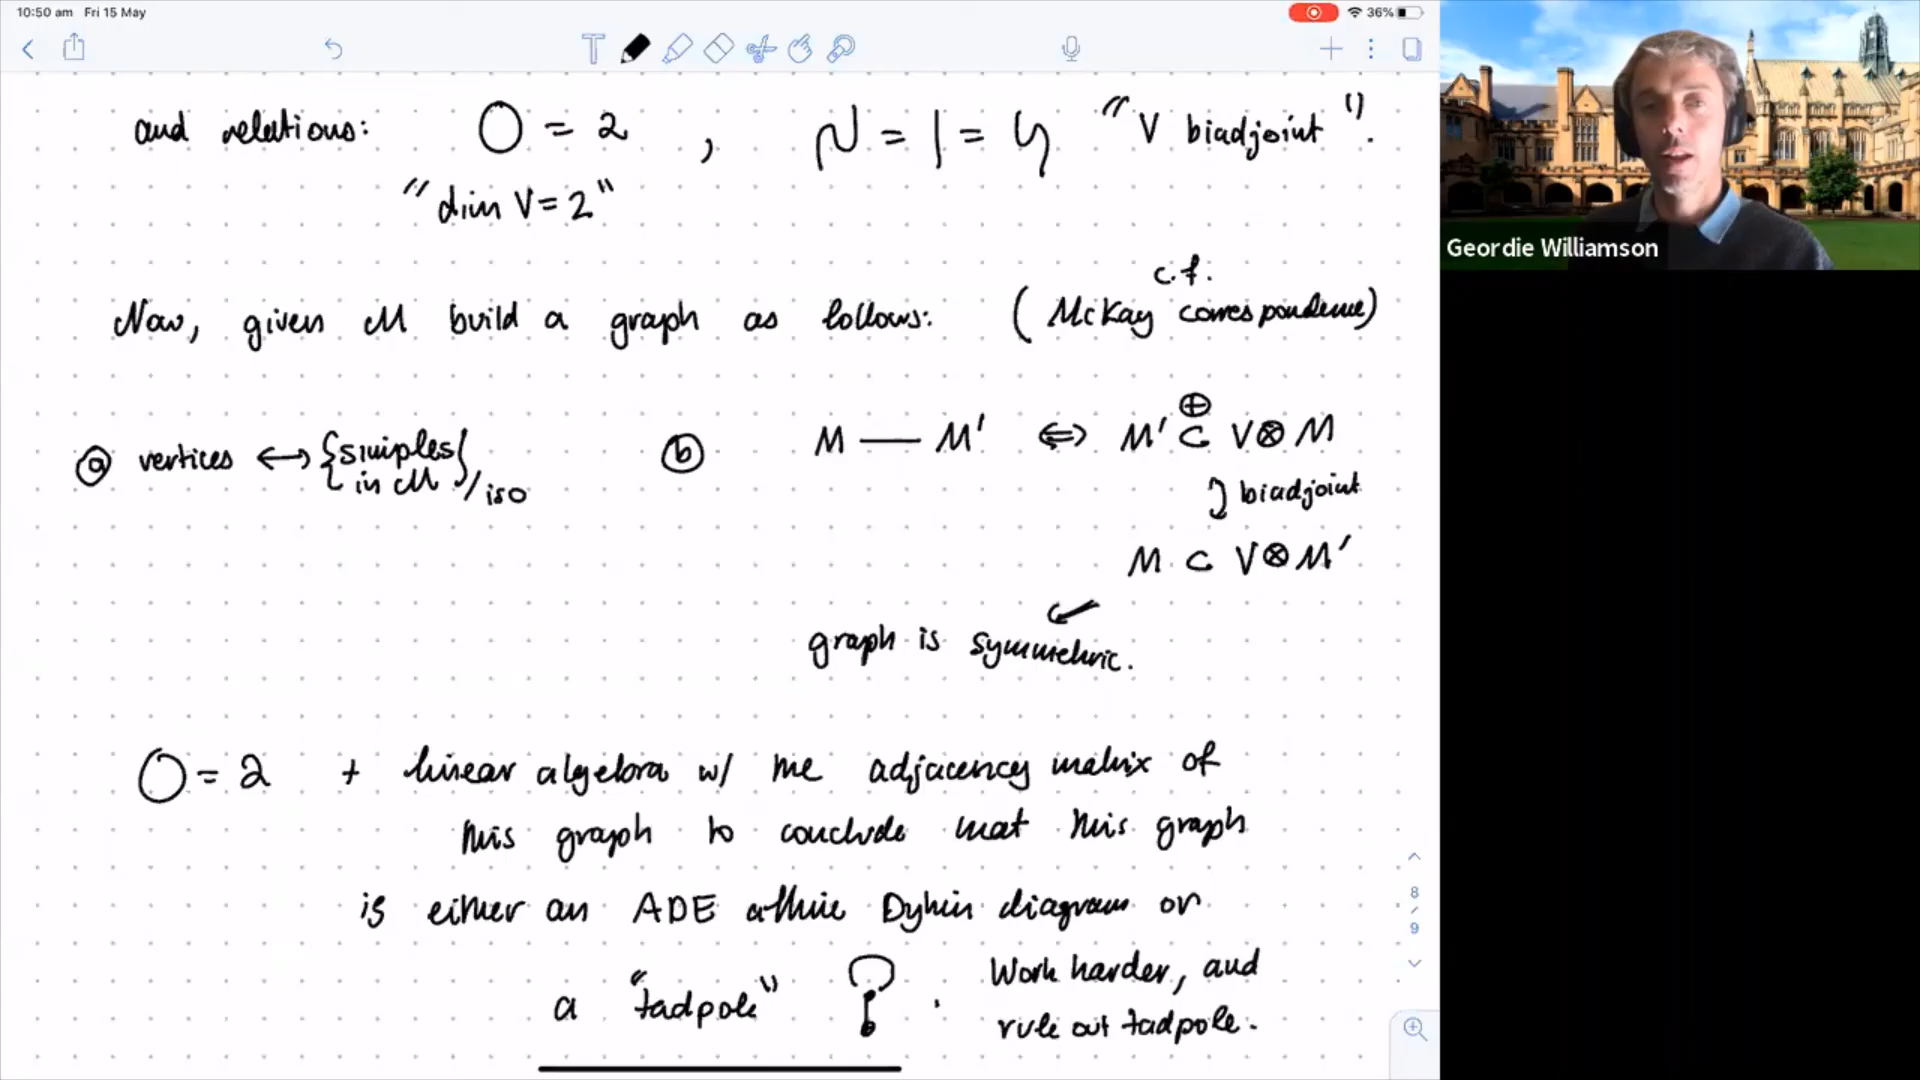 10:50 am Fri 15 May
36%
and relations: O = 2 , N = | = И "V biadjoint".
"dim V = 2"
Now, given M build a graph as follows: (c.f. McKay correspondence)
ⓐ vertices ↔ {simples in M}/iso
ⓑ M — M' ⇔ M' ⊂⊕ V⊗M
biadjoint
M ⊂ V⊗M'
graph is symmetric.
O = 2 + linear algebra w/ the adjacency matrix of
this graph to conclude that this graph
is either an ADE affine Dynkin diagram or
a "tadpole" . Work harder, and
rule out tadpole.
8
/
9
Geordie Williamson